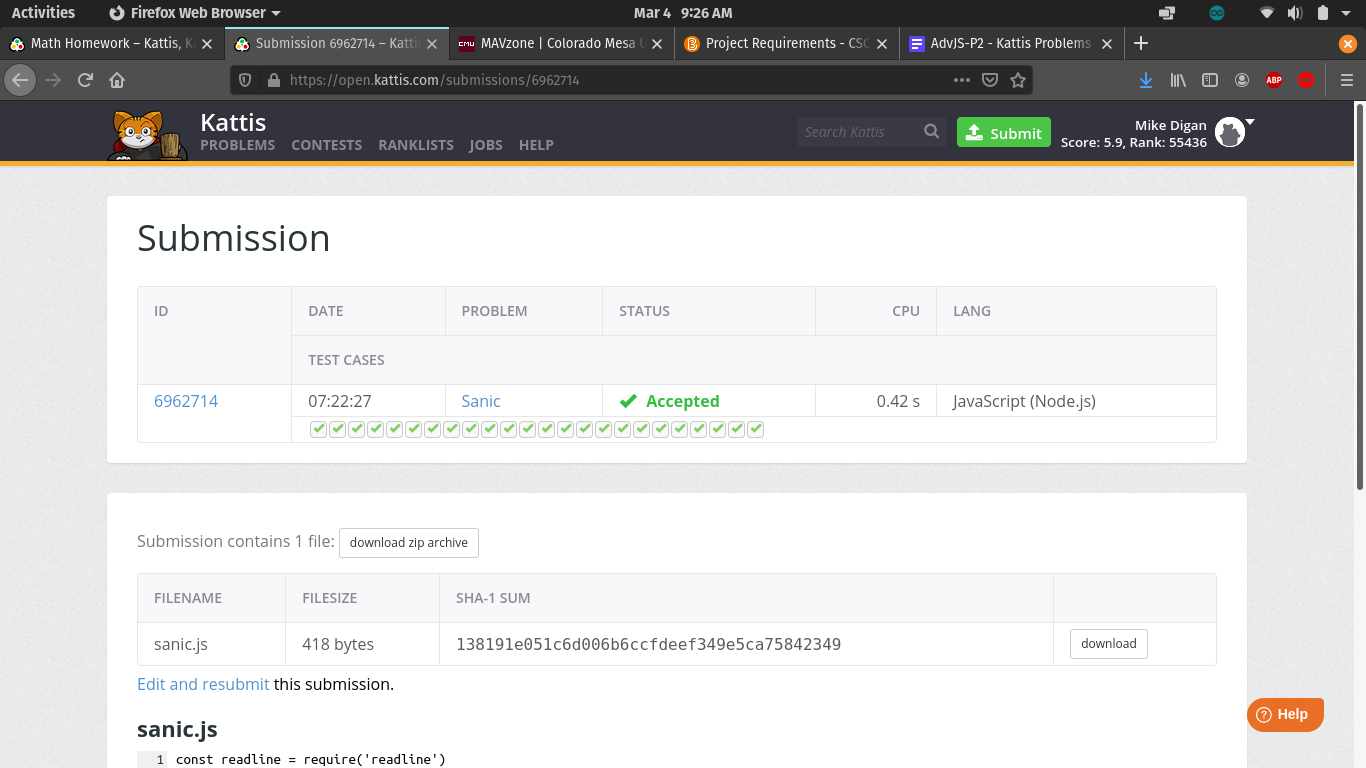 Activities Firefox Web Browser Mar 4 9:26 AM
Math Homework – Kattis, K Submission 6962714 – Katti CMU MAVzone | Colorado Mesa U Project Requirements - CSC AdvJS-P2 - Kattis Problems
https://open.kattis.com/submissions/6962714 ABP
Kattis
PROBLEMS CONTESTS RANKLISTS JOBS HELP
Search Kattis
Submit
Mike Digan
Score: 5.9, Rank: 55436
Submission
ID DATE PROBLEM STATUS CPU LANG
TEST CASES
6962714 07:22:27 Sanic Accepted 0.42 s JavaScript (Node.js)
Submission contains 1 file: download zip archive
FILENAME FILESIZE SHA-1 SUM
sanic.js 418 bytes 138191e051c6d006b6ccfdeef349e5ca75842349 download
Edit and resubmit this submission.
Help
sanic.js
1 const readline = require('readline')